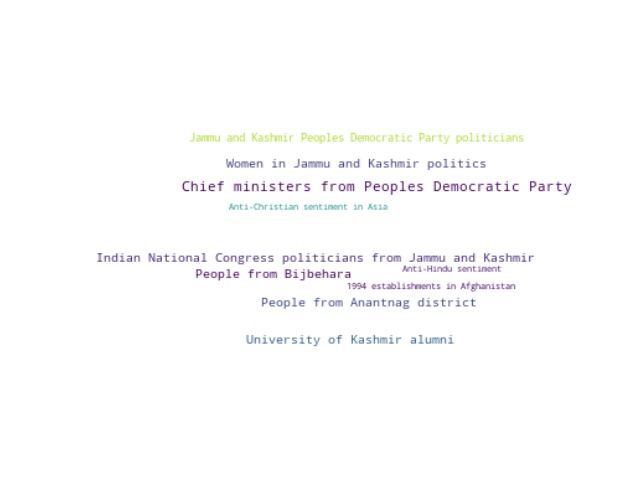 Jammu and Kashmir Peoples Democratic Party politicians
Women in Jammu and Kashmir politics
Chief ministers from Peoples Democratic Party
Anti-Christian sentiment in Asia
Indian National Congress politicians from Jammu and Kashmir
Anti-Hindu sentiment
People from Bijbehara
1994 establishments in Afghanistan
People from Anantnag district
University of Kashmir alumni